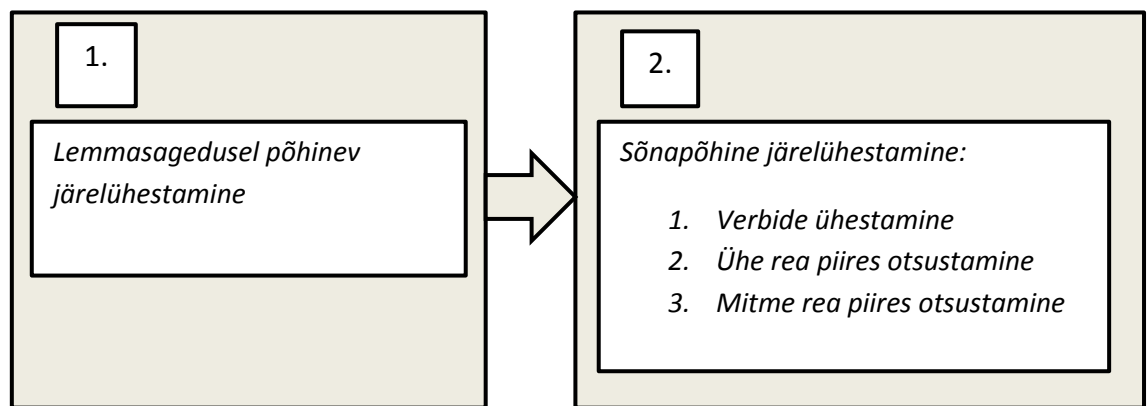 1.
Lemmasagedusel põhinev
järelühestamine
2.
Sõnapõhine järelühestamine:
1. Verbide ühestamine
2. Ühe rea piires otsustamine
3. Mitme rea piires otsustamine